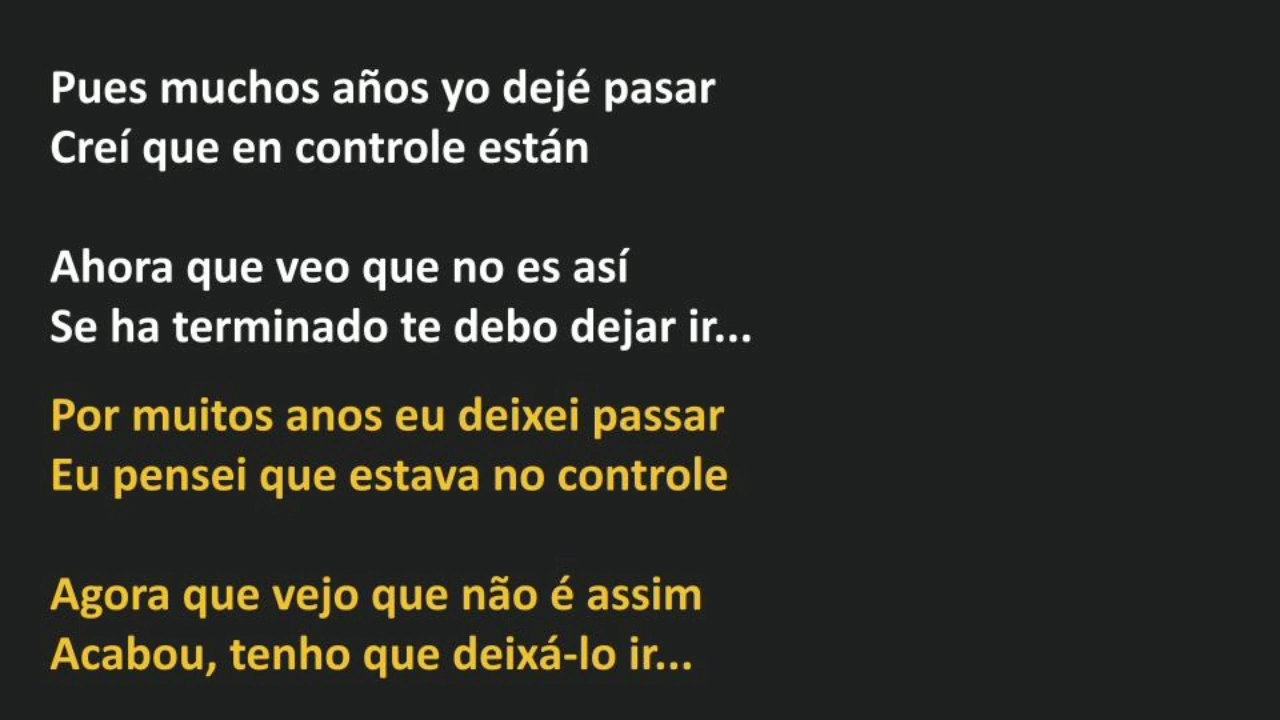 Pues muchos años yo dejé pasar
Creí que en controle están
Ahora que veo que no es así
Se ha terminado te debo dejar ir...
Por muitos anos eu deixei passar
Eu pensei que estava no controle
Agora que vejo que não é assim
Acabou, tenho que deixá-lo ir...